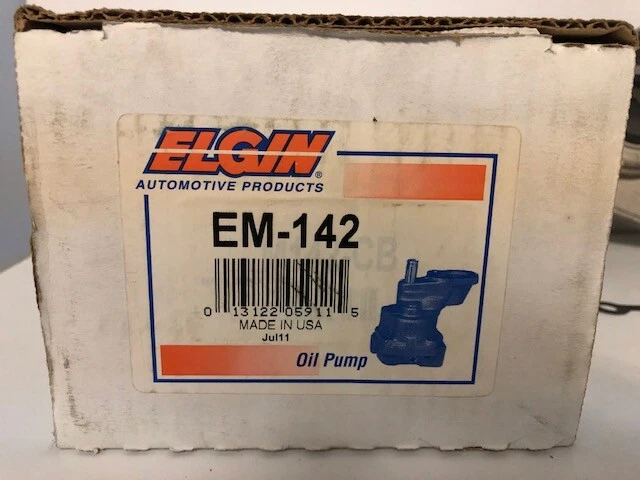 ELGIN®
AUTOMOTIVE PRODUCTS
EM-142
0 13122 05911 5
MADE IN USA
Jul11
Oil Pump